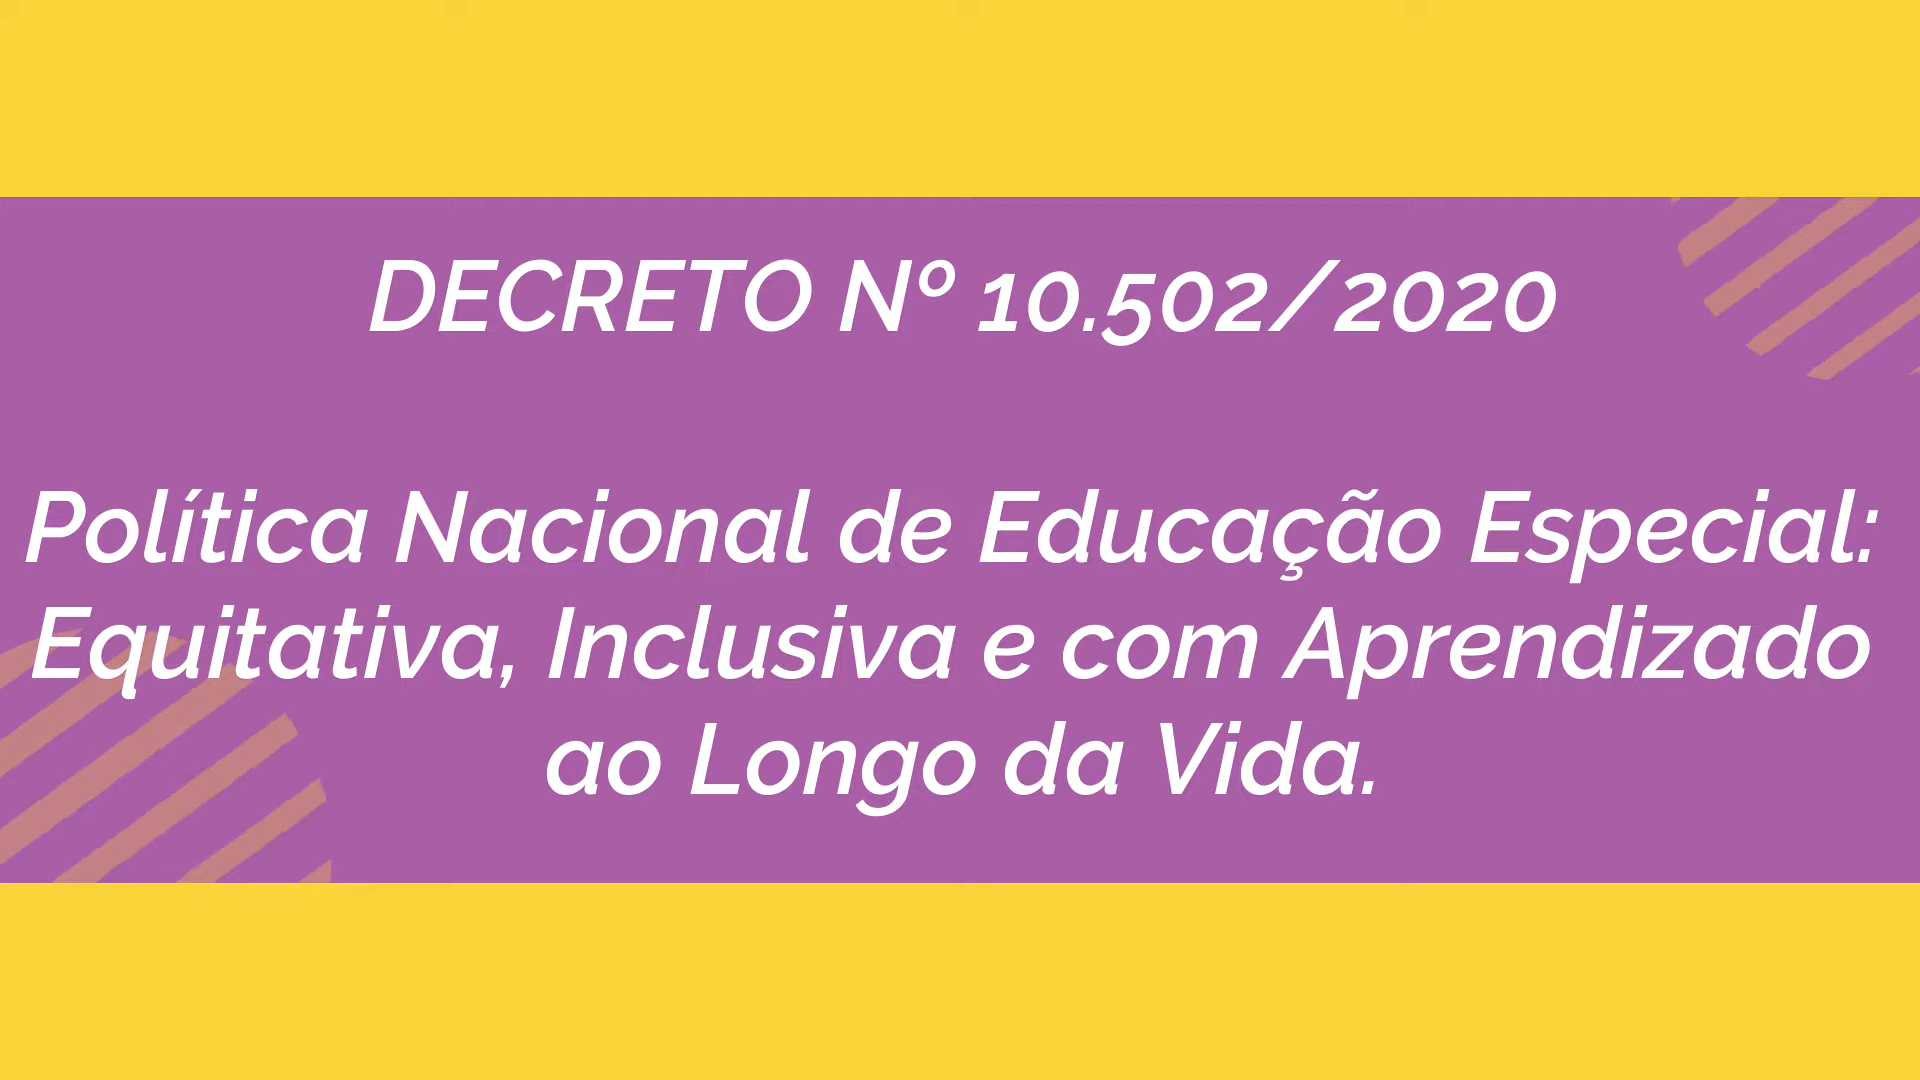 DECRETO Nº 10.502/2020
Política Nacional de Educação Especial:
Equitativa, Inclusiva e com Aprendizado
ao Longo da Vida.